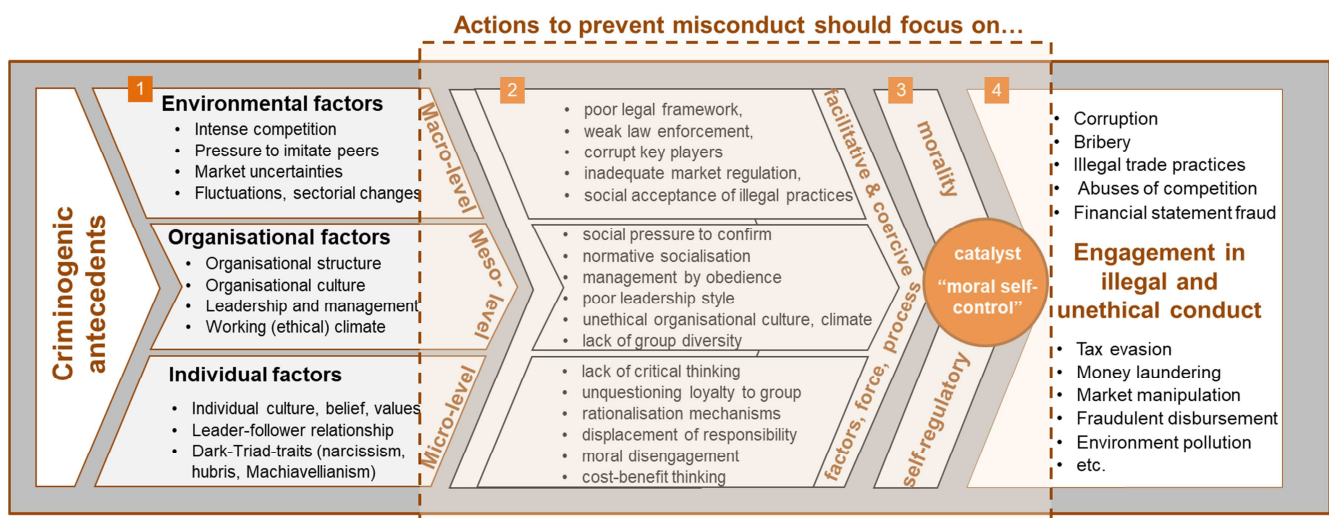 Actions to prevent misconduct should focus on…
Criminogenic
antecedents
1
Environmental factors
• Intense competition
• Pressure to imitate peers
• Market uncertainties
• Fluctuations, sectorial changes
Organisational factors
• Organisational structure
• Organisational culture
• Leadership and management
• Working (ethical) climate
Individual factors
• Individual culture, belief, values
• Leader-follower relationship
• Dark-Triad-traits (narcissism,
hubris, Machiavellianism)
Macro-level
Meso-
level
Micro-level
2
• poor legal framework,
• weak law enforcement,
• corrupt key players
• inadequate market regulation,
• social acceptance of illegal practices
• social pressure to confirm
• normative socialisation
• management by obedience
• poor leadership style
• unethical organisational culture, climate
• lack of group diversity
• lack of critical thinking
• unquestioning loyalty to group
• rationalisation mechanisms
• displacement of responsibility
• moral disengagement
• cost-benefit thinking
facilitative & coercive
factors, force, process
3
morality
self-regulatory
catalyst
“moral self-
control”
4
• Corruption
• Bribery
• Illegal trade practices
• Abuses of competition
• Financial statement fraud
Engagement in
illegal and
unethical conduct
• Tax evasion
• Money laundering
• Market manipulation
• Fraudulent disbursement
• Environment pollution
• etc.